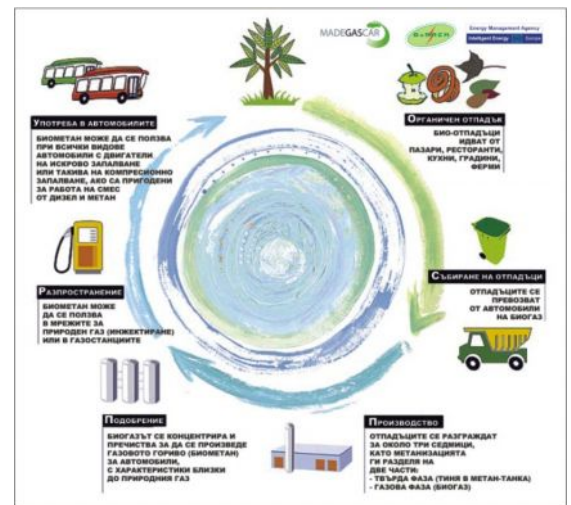 MADEGASCAR
Energy Management Agency
Intelligent Energy
Europe
ОРГАНИЧЕН ОТПАДЪК
БИО-ОТПАДЪЦИ
ИДВАТ ОТ
ПАЗАРИ, РЕСТОРАНТИ,
КУХНИ, ГРАДИНИ,
ФЕРМИ
СЪБИРАНЕ НА ОТПАДЪЦИ
ОТПАДЪЦИТЕ СЕ
ПРЕВОЗВАТ
ОТ АВТОМОБИЛИ
НА БИОГАЗ
ПРОИЗВОДСТВО
ОТПАДЪЦИТЕ СЕ РАЗГРАЖДАТ
ЗА ОКОЛО ТРИ СЕДМИЦИ,
КАТО МЕТАНИЗАЦИЯТА
ГИ РАЗДЕЛЯ НА
ДВЕ ЧАСТИ:
- ТВЪРДА ФАЗА (ТИНЯ В МЕТАН-ТАНКА)
- ГАЗОВА ФАЗА (БИОГАЗ)
ПОДОБРЕНИЕ
БИОГАЗЪТ СЕ КОНЦЕНТРИРА И
ПРЕЧИСТВА ЗА ДА СЕ ПРОИЗВЕДЕ
ГАЗОВОТО ГОРИВО (БИОМЕТАН)
ЗА АВТОМОБИЛИ,
С ХАРАКТЕРИСТИКИ БЛИЗКИ
ДО ПРИРОДНИЯ ГАЗ
РАЗПРОСТРАНЕНИЕ
БИОМЕТАН МОЖЕ
ДА СЕ ПОЛЗВА
В МРЕЖИТЕ ЗА
ПРИРОДЕН ГАЗ (ИНЖЕКТИРАНЕ)
ИЛИ В ГАЗОСТАНЦИИТЕ
УПОТРЕБА В АВТОМОБИЛИТЕ
БИОМЕТАН МОЖЕ ДА СЕ ПОЛЗВА
ПРИ ВСИЧКИ ВИДОВЕ
АВТОМОБИЛИ С ДВИГАТЕЛИ
НА ИСКРОВО ЗАПАЛВАНЕ
ИЛИ ТАКИВА НА КОМПРЕСИОННО
ЗАПАЛВАНЕ, АКО СА ПРИГОДЕНИ
ЗА РАБОТА НА СМЕС
ОТ ДИЗЕЛ И МЕТАН